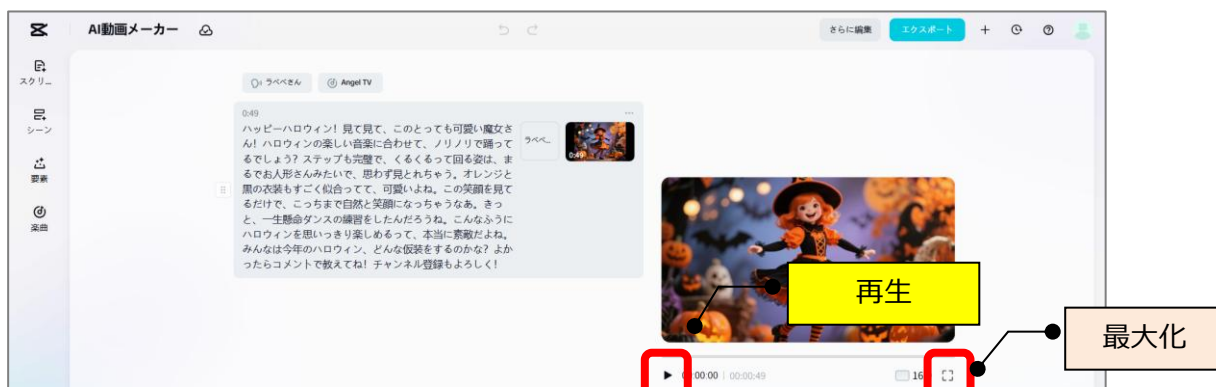 AI動画メーカー
さらに編集
エクスポート
スクリ...
シーン
要素
楽曲
うぺぺさん
Angel TV
0:49
ハッピーハロウィン！見て見て、このとっても可愛い魔女さ
ん！ハロウィンの楽しい音楽に合わせて、ノリノリで踊って
るでしょう？ステップも完璧で、くるくるって回る姿は、ま
るでお人形さんみたいで、思わず見とれちゃう。オレンジと
黒の衣装もすごく似合ってて、可愛いよね。この笑顔を見て
るだけで、こっちまで自然と笑顔になっちゃうなあ。きっ
と、一生懸命ダンスの練習をしたんだろうね。こんなふうに
ハロウィンを思いっきり楽しめるって、本当に素敵だよね。
みんなは今年のハロウィン、どんな仮装をするのかな？よか
ったらコメントで教えてね！チャンネル登録もよろしく！
うぺぺ...
0:49
再生
最大化
00:00:00 | 00:00:49
16